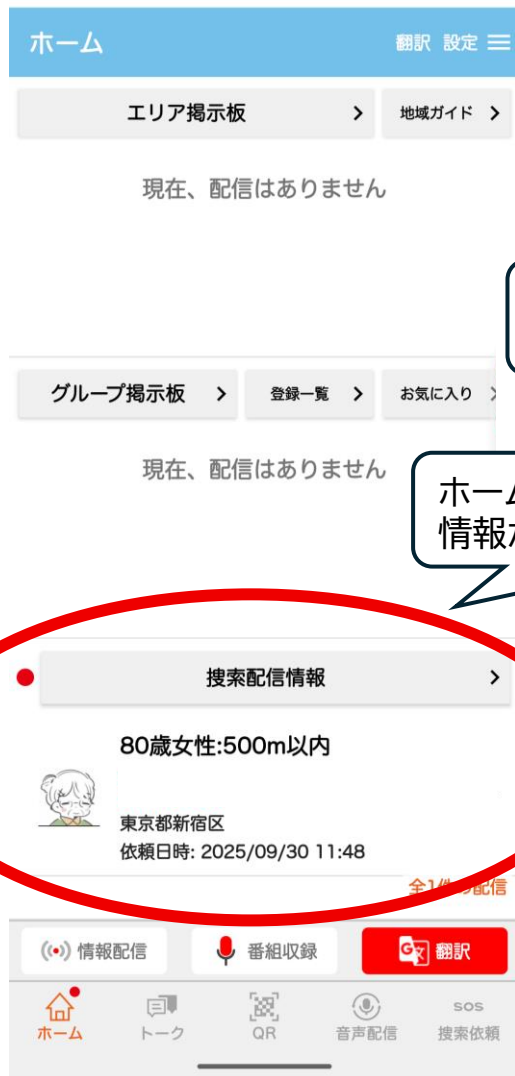 ホーム
翻訳 設定
エリア掲示板
地域ガイド
現在、配信はありません
グループ掲示板
登録一覧
お気に入り
現在、配信はありません
ホーム
情報
捜索配信情報
80歳女性:500m以内
東京都新宿区
依頼日時: 2025/09/30 11:48
全1件の配信
情報配信
番組収録
翻訳
ホーム
トーク
QR
音声配信
SOS
捜索依頼